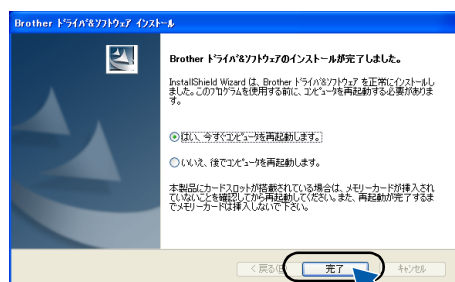 Brother ﾄﾞﾗｲﾊﾞ&ｿﾌﾄｳｪｱ ｲﾝｽﾄｰﾙ
Brother ﾄﾞﾗｲﾊﾞ&ｿﾌﾄｳｪｱのインストールが完了しました。
InstallShield Wizard は、Brother ﾄﾞﾗｲﾊﾞ&ｿﾌﾄｳｪｱ を正常にインストールし
ました。このプログラムを使用する前に、コンピュータを再起動する必要がありま
す。
はい、今すぐコンピュータを再起動します。
いいえ、後でコンピュータを再起動します。
本製品にカードスロットが搭載されている場合は、メモリーカードが挿入され
ていないことを確認してから再起動してください。また、再起動が完了するま
でメモリーカードは挿入しないで下さい。
< 戻る(B)
完了
キャンセル